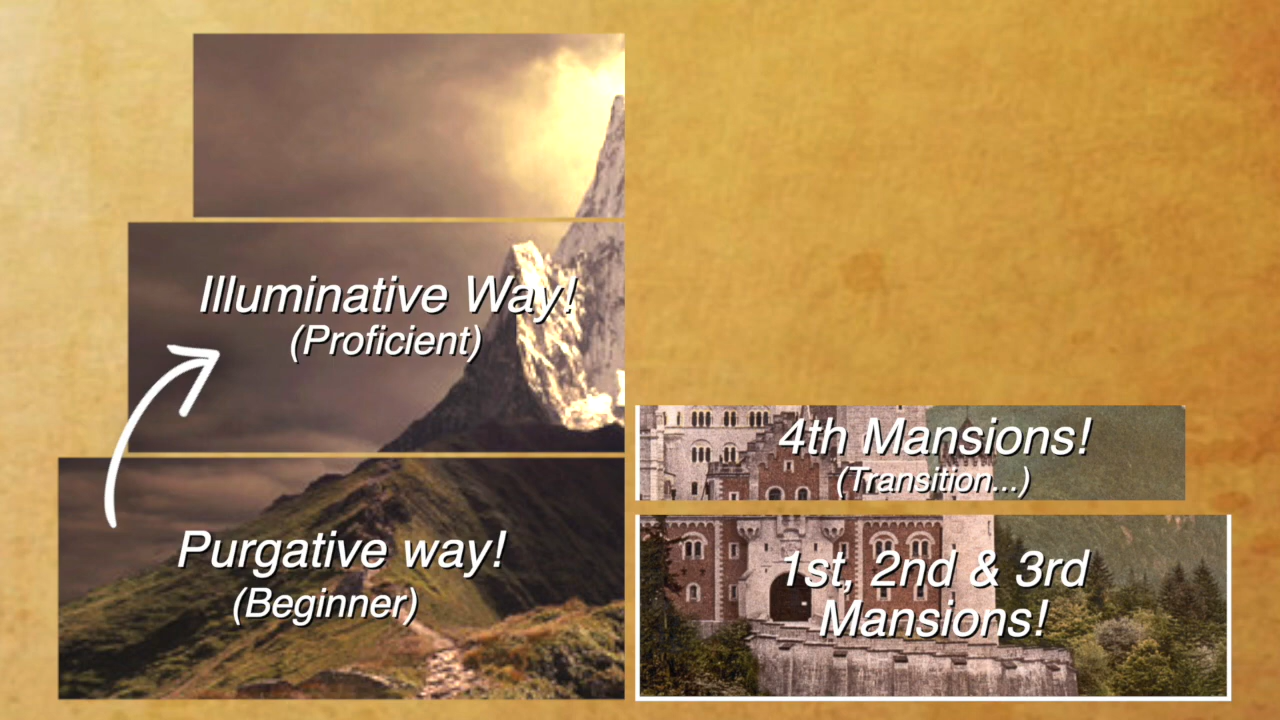 Illuminative Way!
(Proficient)
Purgative way!
(Beginner)
4th Mansions!
(Transition...)
1st, 2nd & 3rd
Mansions!